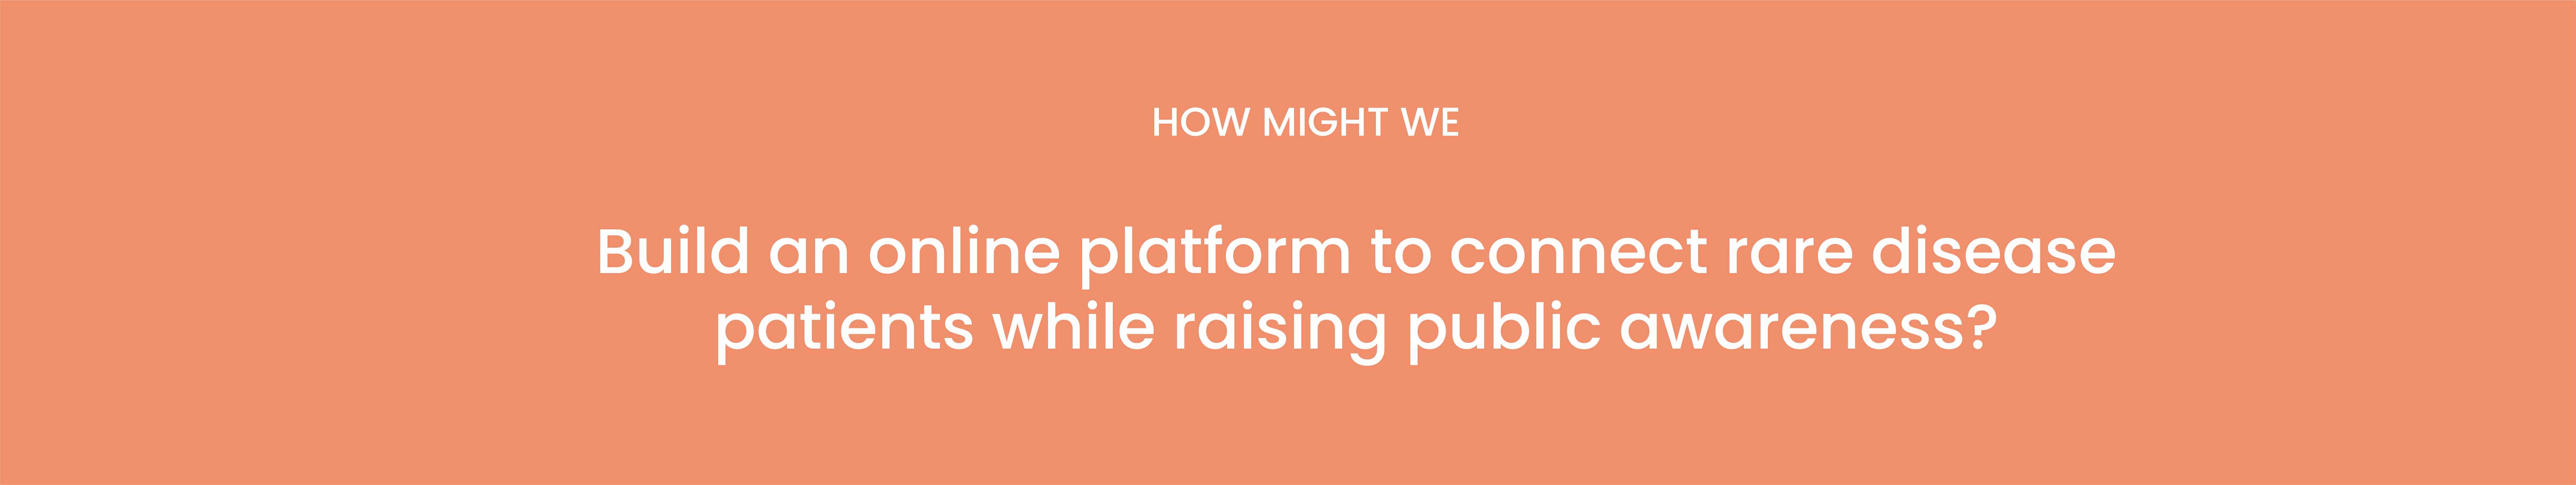 HOW MIGHT WE
Build an online platform to connect rare disease
patients while raising public awareness?